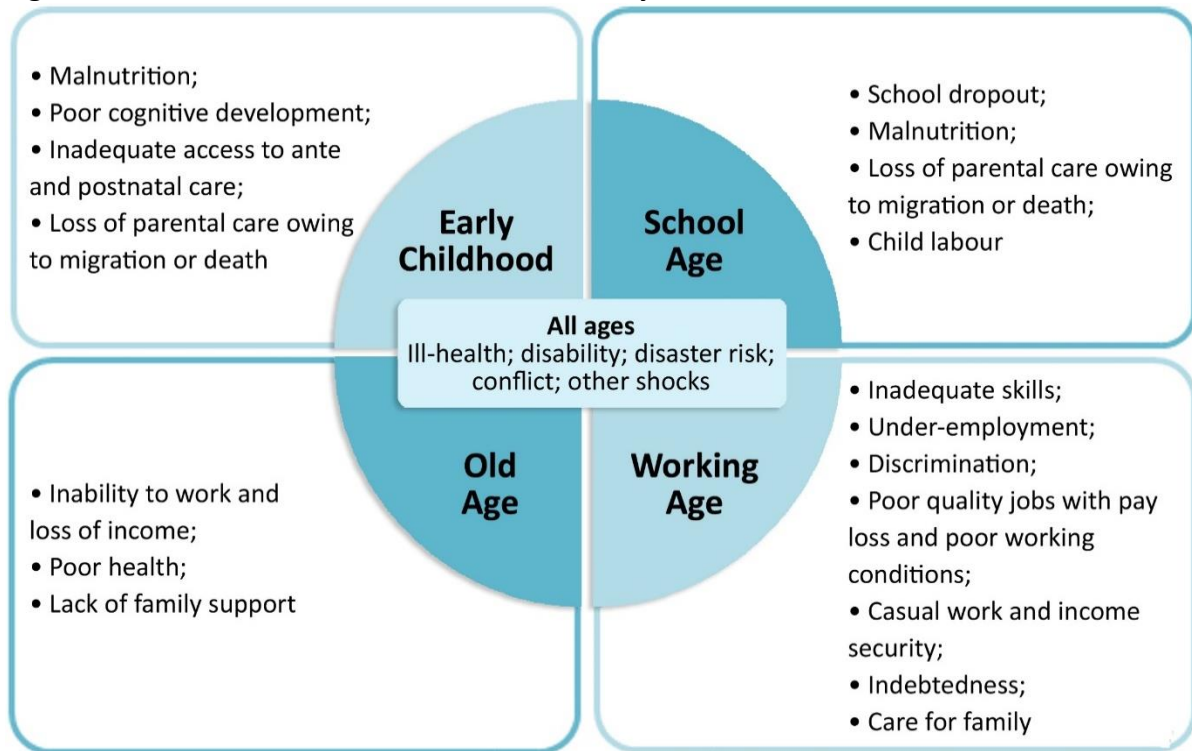 • Malnutrition;
• Poor cognitive development;
• Inadequate access to ante
and postnatal care;
• Loss of parental care owing
to migration or death
Early
Childhood
• School dropout;
• Malnutrition;
• Loss of parental care owing
to migration or death;
• Child labour
School
Age
All ages
Ill-health; disability; disaster risk;
conflict; other shocks
• Inability to work and
loss of income;
• Poor health;
• Lack of family support
Old
Age
Working
Age
• Inadequate skills;
• Under-employment;
• Discrimination;
• Poor quality jobs with pay
loss and poor working
conditions;
• Casual work and income
security;
• Indebtedness;
• Care for family